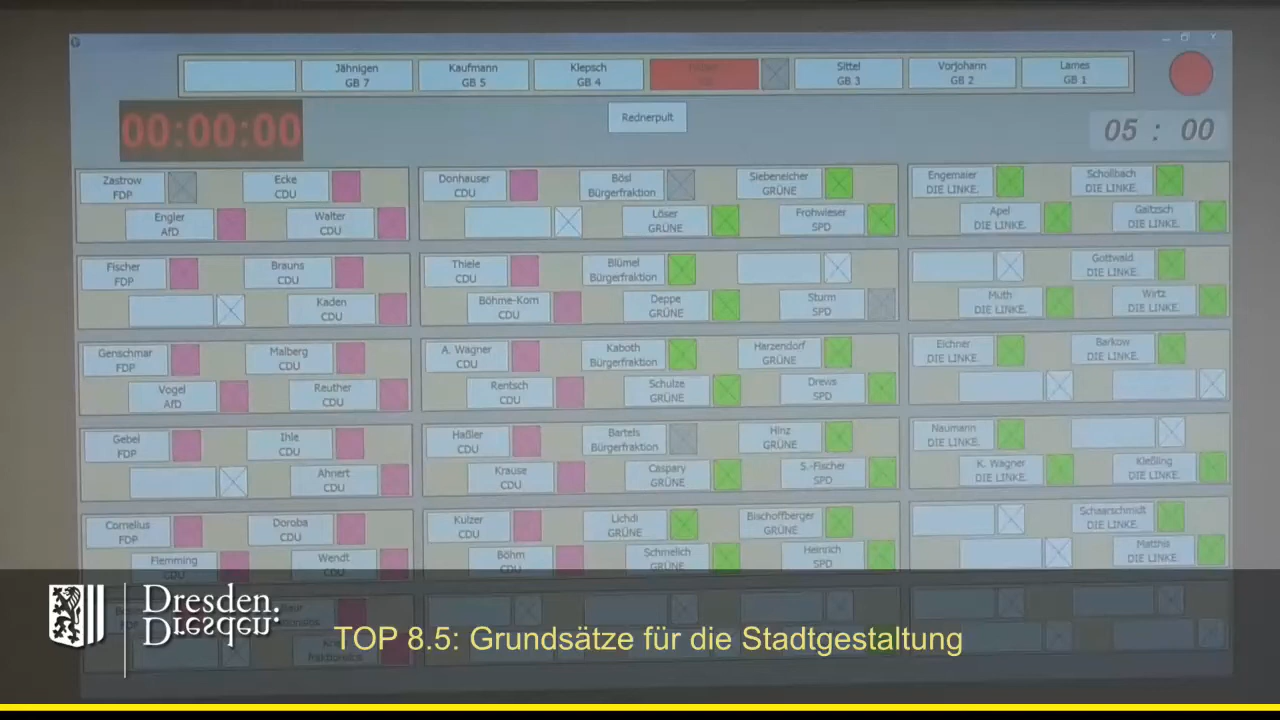 Jähnigen
GB 7
Kaufmann
GB 5
Klepsch
GB 4
Sittel
GB 3
Vorjohann
GB 2
Lames
GB 1
00:00:00
Rednerpult
05 : 00
Zastrow
FDP
Ecke
CDU
Engler
AfD
Walter
CDU
Donhauser
CDU
Bösl
Bürgerfraktion
Siebeneicher
GRÜNE
Löser
GRÜNE
Frohwieser
SPD
Engemaier
DIE LINKE.
Schollbach
DIE LINKE.
Apel
DIE LINKE.
Gaitzsch
DIE LINKE.
Fischer
FDP
Brauns
CDU
Kaden
CDU
Thiele
CDU
Blümel
Bürgerfraktion
Böhme-Korn
CDU
Deppe
GRÜNE
Sturm
SPD
Gottwald
DIE LINKE.
Muth
DIE LINKE.
Wirtz
DIE LINKE.
Genschmar
FDP
Malberg
CDU
Vogel
AfD
Reuther
CDU
A. Wagner
CDU
Kaboth
Bürgerfraktion
Harzendorf
GRÜNE
Rentsch
CDU
Schulze
GRÜNE
Drews
SPD
Eichner
DIE LINKE.
Barkow
DIE LINKE.
Gebel
FDP
Ihle
CDU
Ahnert
CDU
Haßler
CDU
Bartels
Bürgerfraktion
Hinz
GRÜNE
Krause
CDU
Caspary
GRÜNE
S.-Fischer
SPD
Naumann
DIE LINKE.
K. Wagner
DIE LINKE.
Kießling
DIE LINKE.
Cornelius
FDP
Doroba
CDU
Flemming
CDU
Wendt
CDU
Kulzer
CDU
Lichdi
GRÜNE
Bischoffberger
GRÜNE
Böhm
CDU
Schmelich
GRÜNE
Heinrich
SPD
Schaarschmidt
DIE LINKE.
Matthis
DIE LINKE.
fraktionslos
Dresden.
Dresden.
TOP 8.5: Grundsätze für die Stadtgestaltung